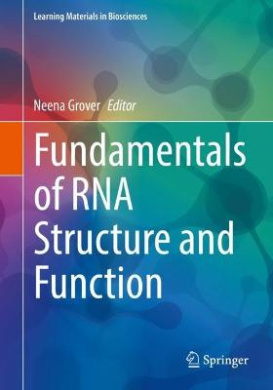 Learning Materials in Biosciences
Neena Grover Editor
Fundamentals
of RNA
Structure and
Function
Springer